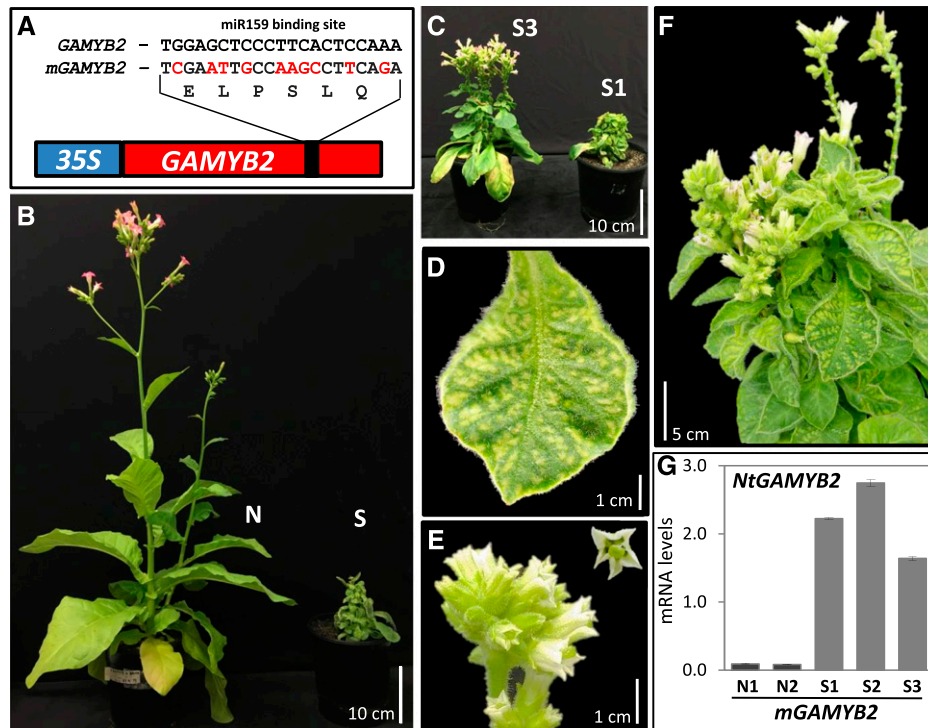 A
miR159 binding site
GAMYB2 – TGGAGCTCCCTTCACTCCAAA
mGAMYB2 – TCGAATTGCCAAGCCTTCAGA
E L P S L Q
35S GAMYB2
B
N
S
10 cm
C
S3
S1
10 cm
D
1 cm
E
1 cm
F
5 cm
G
NtGAMYB2
mRNA levels
3.0
2.0
1.0
0.0
N1 N2 S1 S2 S3
mGAMYB2